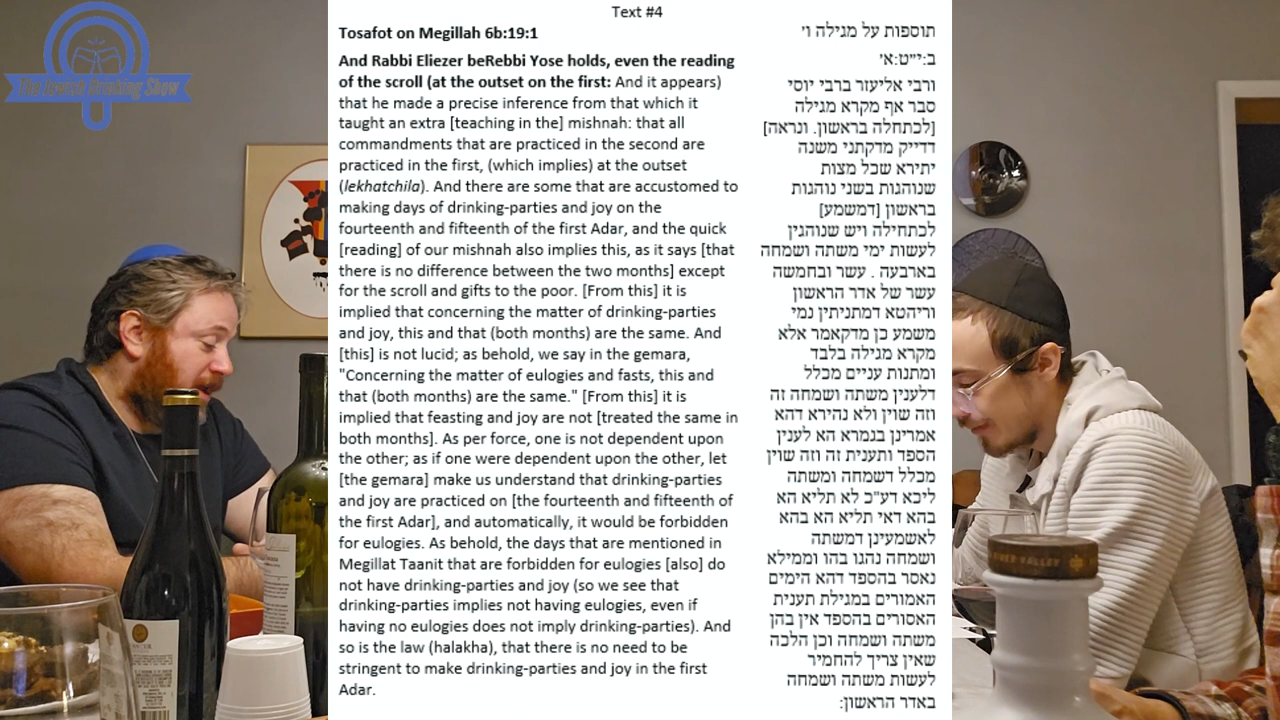 The Jewish Drinking Show
Text #4
Tosafot on Megillah 6b:19:1
And Rabbi Eliezer beRebbi Yose holds, even the reading
of the scroll (at the outset on the first: And it appears)
that he made a precise inference from that which it
taught an extra [teaching in the] mishnah: that all
commandments that are practiced in the second are
practiced in the first, (which implies) at the outset
(lekhatchila). And there are some that are accustomed to
making days of drinking-parties and joy on the
fourteenth and fifteenth of the first Adar, and the quick
[reading] of our mishnah also implies this, as it says [that
there is no difference between the two months] except
for the scroll and gifts to the poor. [From this] it is
implied that concerning the matter of drinking-parties
and joy, this and that (both months) are the same. And
[this] is not lucid; as behold, we say in the gemara,
"Concerning the matter of eulogies and fasts, this and
that (both months) are the same." [From this] it is
implied that feasting and joy are not [treated the same in
both months]. As per force, one is not dependent upon
the other; as if one were dependent upon the other, let
[the gemara] make us understand that drinking-parties
and joy are practiced on [the fourteenth and fifteenth of
the first Adar], and automatically, it would be forbidden
for eulogies. As behold, the days that are mentioned in
Megillat Taanit that are forbidden for eulogies [also] do
not have drinking-parties and joy (so we see that
drinking-parties implies not having eulogies, even if
having no eulogies does not imply drinking-parties). And
so is the law (halakha), that there is no need to be
stringent to make drinking-parties and joy in the first
Adar.
תוספות על מגילה ו׳
ב:י״ט:א׳
ורבי אליעזר ברבי יוסי
סבר אף מקרא מגילה
[לכתחלה בראשון. ונראה]
דדייק מדקתני משנה
יתירא שכל מצות
שנוהגות בשני נוהגות
בראשון [דמשמע]
לכתחילה ויש שנוהגין
לעשות ימי משתה ושמחה
בארבעה . עשר ובחמשה
עשר של אדר הראשון
וריהטא דמתניתין נמי
משמע כן מדקאמר אלא
מקרא מגילה בלבד
ומתנות עניים מכלל
דלענין משתה ושמחה זה
וזה שוין ולא נהירא דהא
אמרינן בגמרא הא לענין
הספד ותענית זה וזה שוין
מכלל דשמחה ומשתה
ליכא דע"כ לא תליא הא
בהא דאי תליא הא בהא
לאשמעינן דמשתה
ושמחה נהגו בהו וממילא
נאסר בהספד דהא הימים
האמורים במגילת תענית
האסורים בהספד אין בהן
משתה ושמחה וכן הלכה
שאין צריך להחמיר
לעשות משתה ושמחה
באדר הראשון: